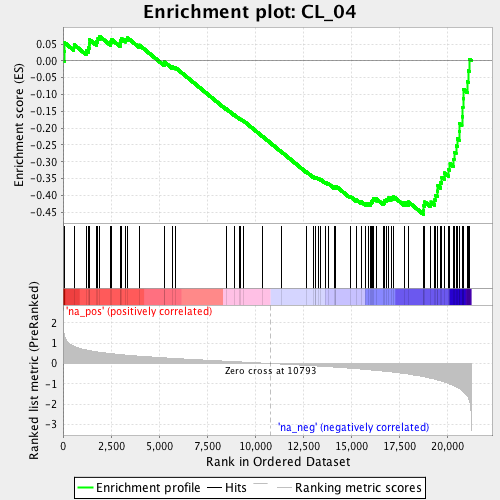 Enrichment plot: CL_04
Enrichment score (ES)
0.05
0.00
-0.05
-0.10
-0.15
-0.20
-0.25
-0.30
-0.35
-0.40
-0.45
'na_pos' (positively correlated)
Ranked list metric (PreRanked)
2
1
0
-1
-2
-3
Zero cross at 10793
'na_neg' (negatively correlated)
0
2,500
5,000
7,500
10,000
12,500
15,000
17,500
20,000
Rank in Ordered Dataset
Enrichment profile
Hits
Ranking metric scores